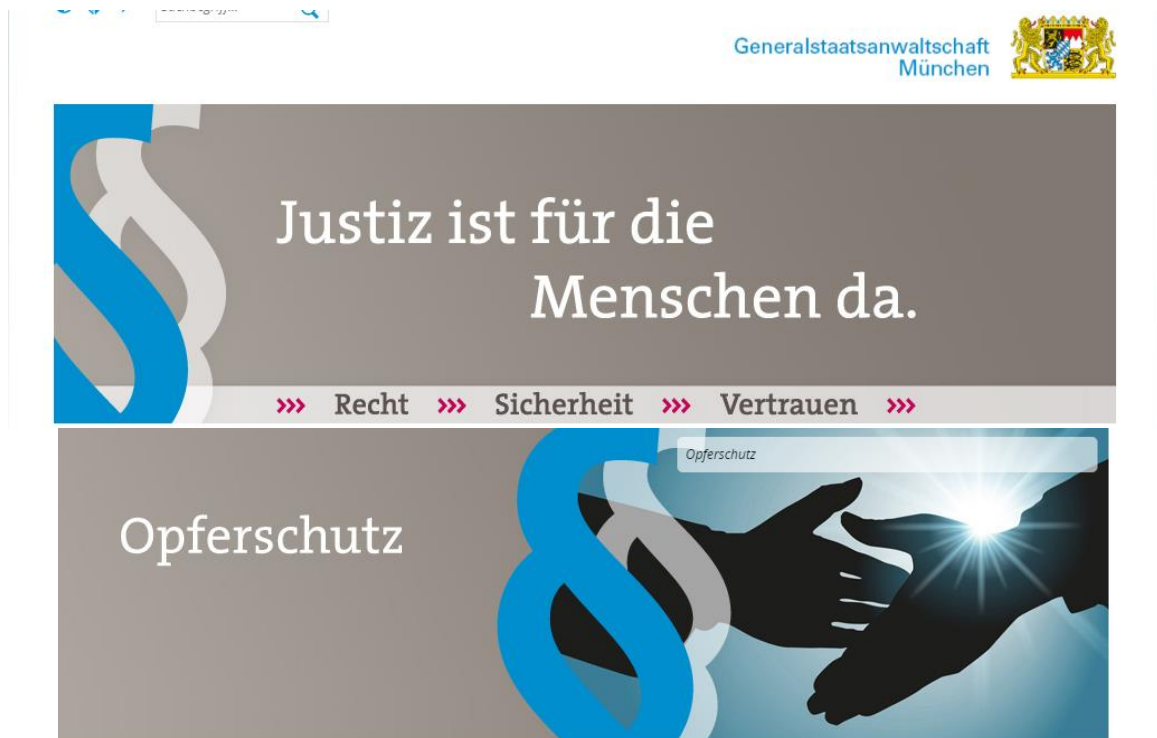 Generalstaatsanwaltschaft
München
Justiz ist für die
Menschen da.
››› Recht ››› Sicherheit ››› Vertrauen ›››
Opferschutz
Opferschutz